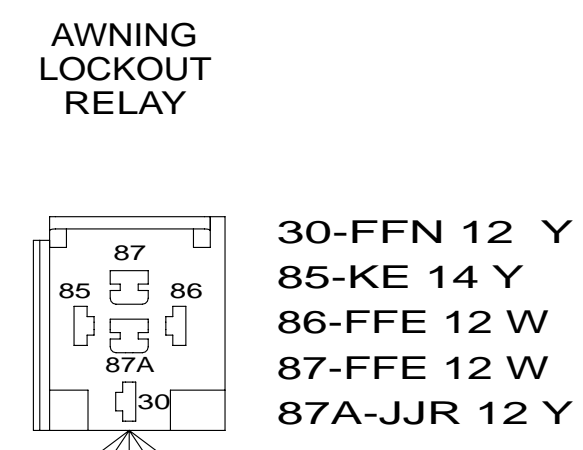 AWNING
LOCKOUT
RELAY
87
85
86
87A
30
30-FFN 12 Y
85-KE 14 Y
86-FFE 12 W
87-FFE 12 W
87A-JJR 12 Y